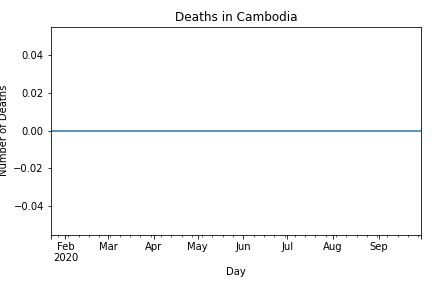 Deaths in Cambodia
0.04
0.02
0.00
−0.02
−0.04
Number of Deaths
Feb Mar Apr May Jun Jul Aug Sep
2020
Day